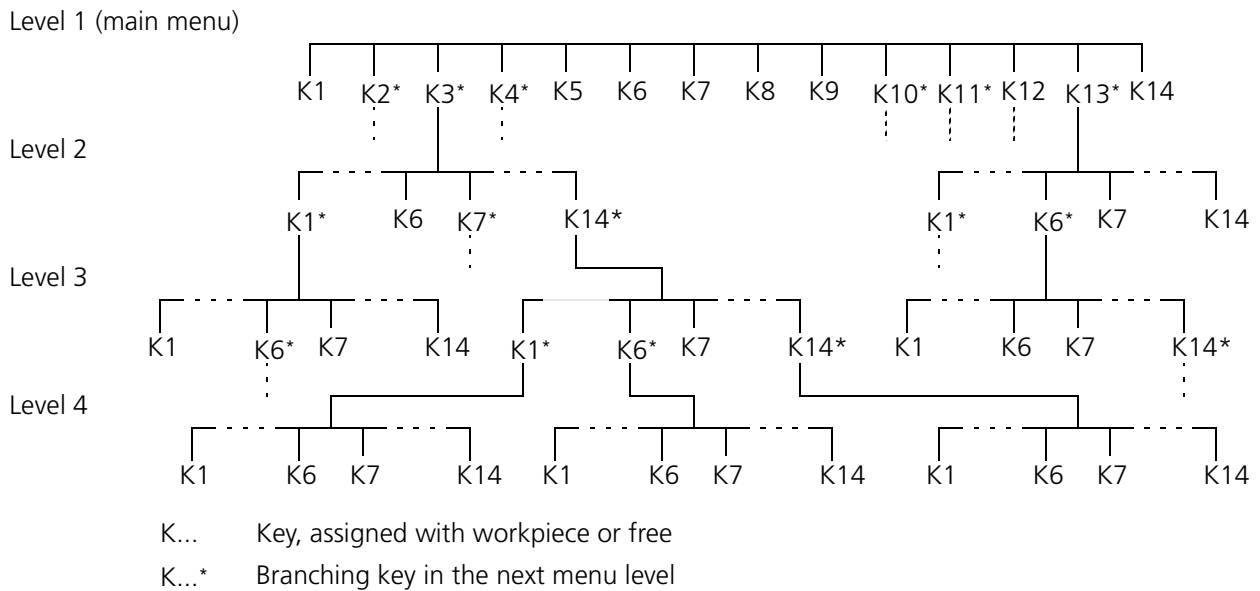 Level 1 (main menu)
K1 K2* K3* K4* K5 K6 K7 K8 K9 K10* K11* K12 K13* K14
Level 2
K1* K6 K7* K14* K1* K6* K7 K14
Level 3
K1 K6* K7 K14 K1* K6* K7 K14* K1 K6 K7 K14*
Level 4
K1 K6 K7 K14 K1 K6 K7 K14 K1 K6 K7 K14
K... Key, assigned with workpiece or free
K...* Branching key in the next menu level